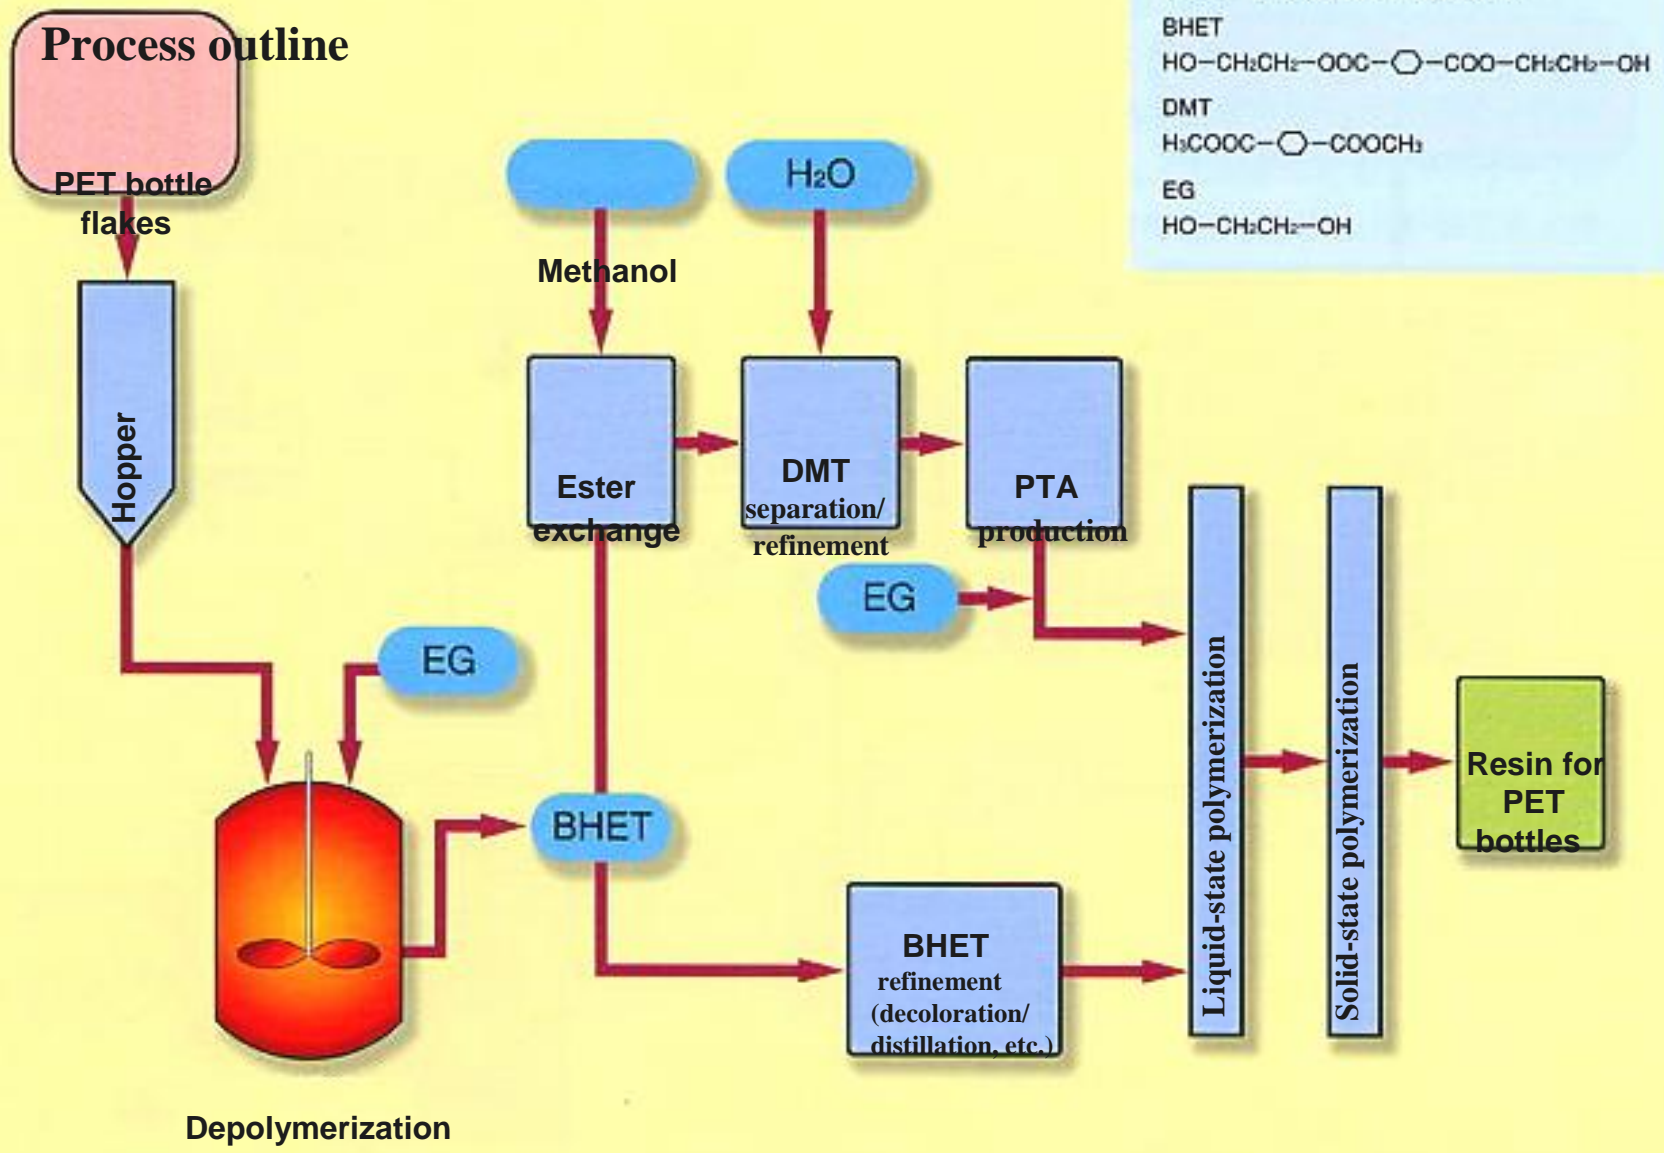 Process outline
PET bottle
flakes
Hopper
Methanol
H₂O
Ester
exchange
DMT
separation/
refinement
PTA
production
EG
EG
BHET
BHET
refinement
(decoloration/
distillation, etc.)
Liquid-state polymerization
Solid-state polymerization
Resin for
PET
bottles
Depolymerization
BHET
HO–CH₂CH₂–OOC–⬡–COO–CH₂CH₂–OH
DMT
H₃COOC–⬡–COOCH₃
EG
HO–CH₂CH₂–OH